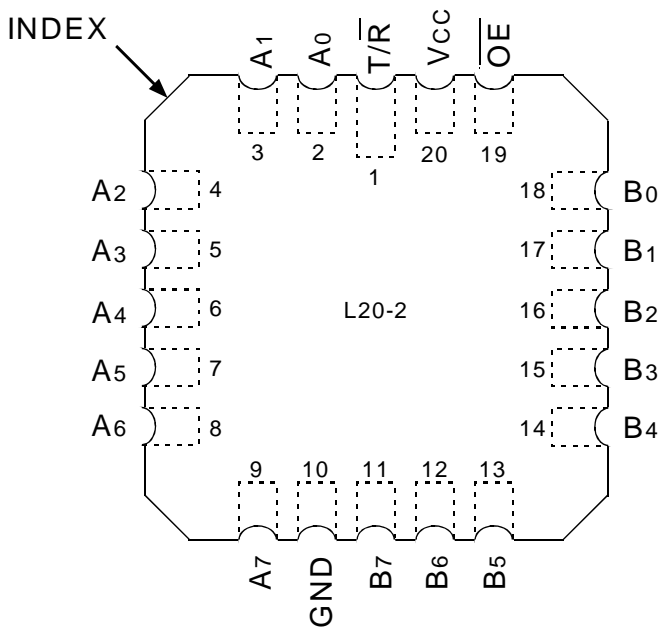 INDEX
A1 A0 T/R̅ VCC O̅E̅
3 2 1 20 19
A2 4 18 B0
A3 5 17 B1
A4 6 L20-2 16 B2
A5 7 15 B3
A6 8 14 B4
9 10 11 12 13
A7 GND B7 B6 B5